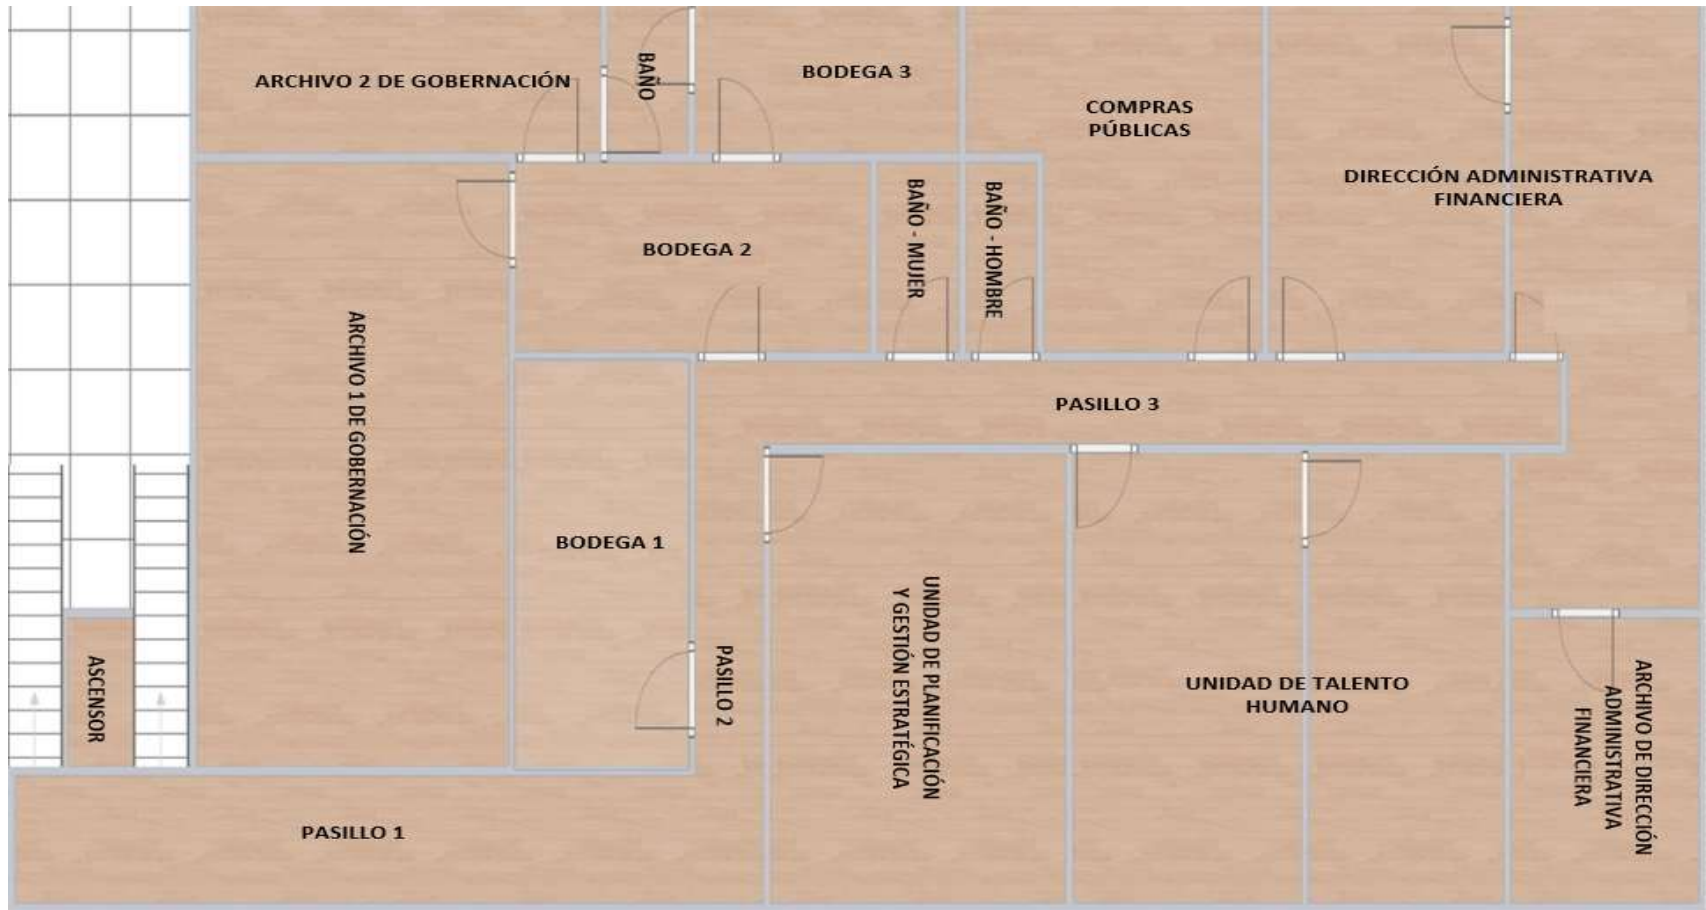 ARCHIVO 2 DE GOBERNACIÓN
BAÑO
BODEGA 3
COMPRAS
PÚBLICAS
DIRECCIÓN ADMINISTRATIVA
FINANCIERA
BODEGA 2
BAÑO - MUJER
BAÑO - HOMBRE
ARCHIVO 1 DE GOBERNACIÓN
PASILLO 3
BODEGA 1
PASILLO 2
UNIDAD DE PLANIFICACIÓN
Y GESTIÓN ESTRATÉGICA
UNIDAD DE TALENTO
HUMANO
ARCHIVO DE DIRECCIÓN
ADMINISTRATIVA
FINANCIERA
ASCENSOR
PASILLO 1